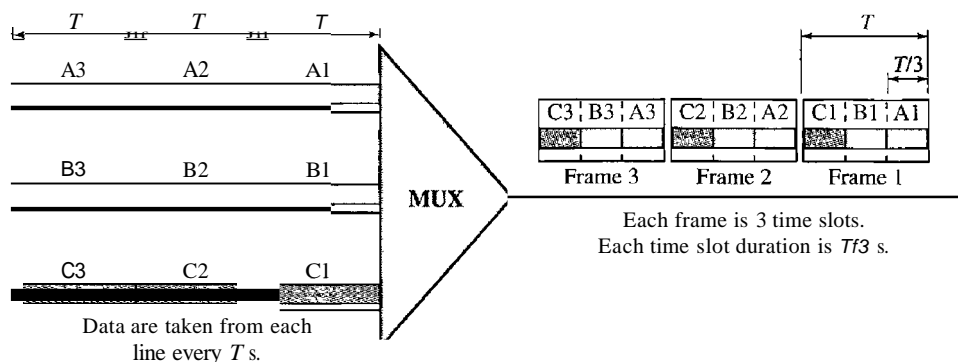 T T T T
T/3
A3 A2 A1
C3 B3 A3 C2 B2 A2 C1 B1 A1
Frame 3 Frame 2 Frame 1
B3 B2 B1
MUX
Each frame is 3 time slots.
Each time slot duration is Tf3 s.
C3 C2 C1
Data are taken from each
line every T s.